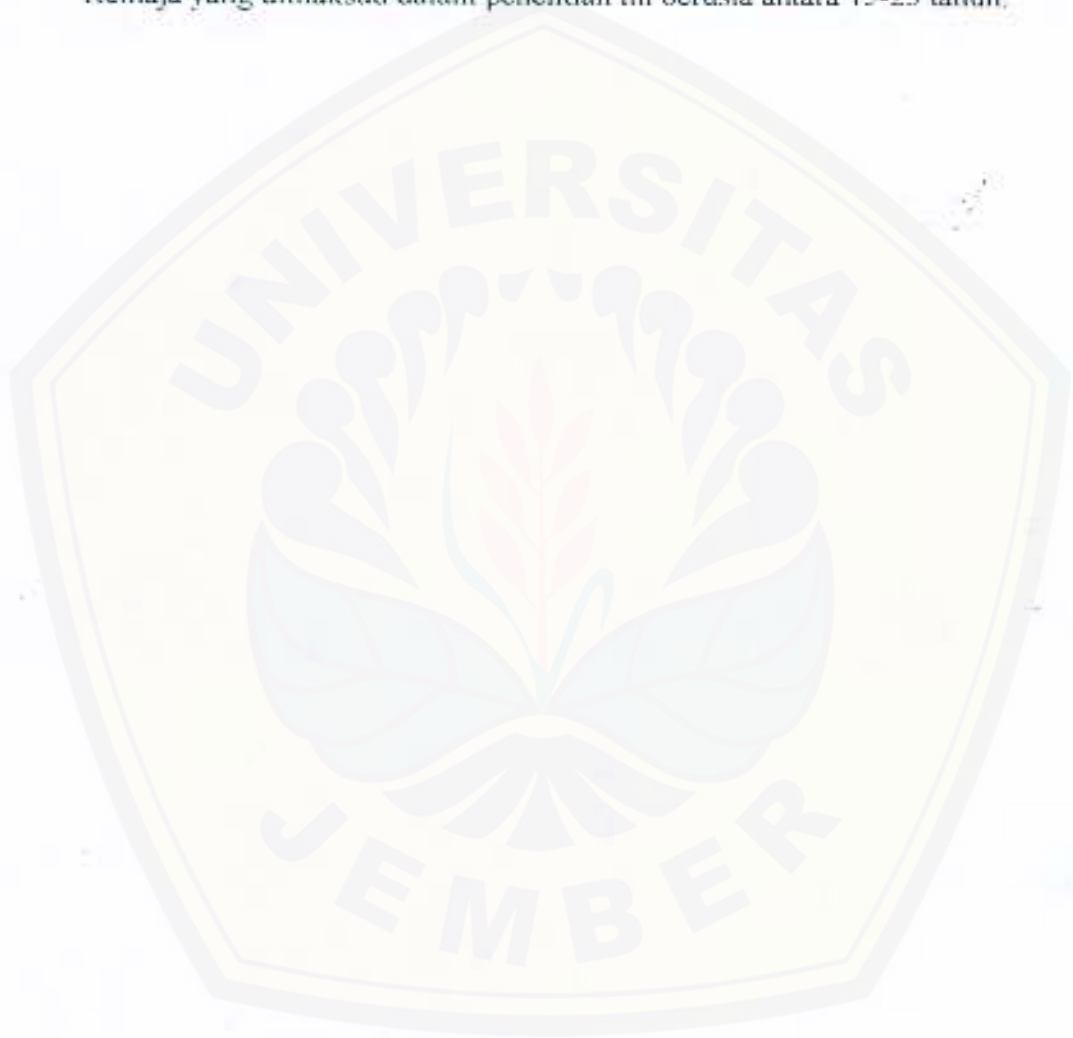 Remaja yang dimaksud dalam penelitian ini berusia antara 15-25 tahun.
UNIVERSITAS
JEMBER